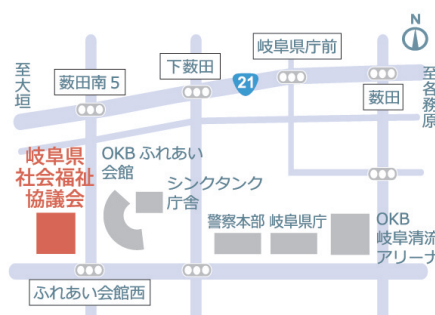 N
岐阜県庁前
下薮田
至大垣
薮田南5
21
至各務原
薮田
岐阜県
社会福祉
協議会
OKB ふれあい
会館
シンクタンク
庁舎
警察本部 岐阜県庁
OKB
岐阜清流
アリーナ
ふれあい会館西